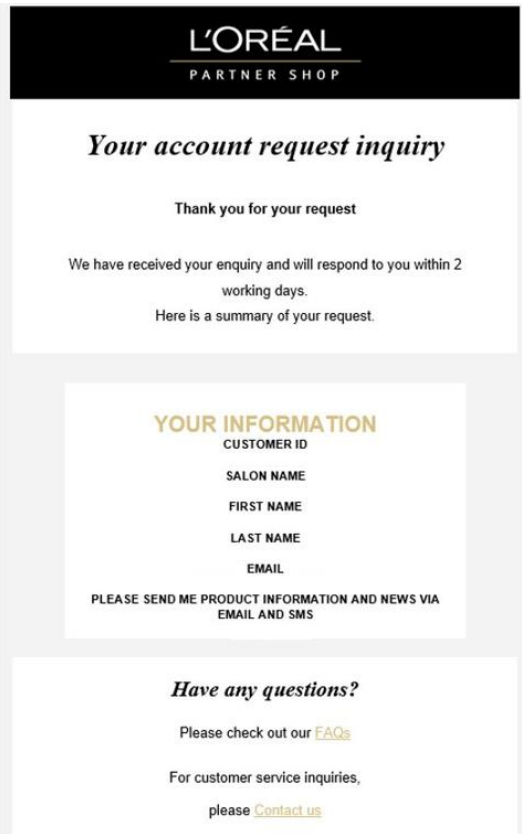 L'ORÉAL
PARTNER SHOP
Your account request inquiry
Thank you for your request
We have received your enquiry and will respond to you within 2
working days.
Here is a summary of your request.
YOUR INFORMATION
CUSTOMER ID
SALON NAME
FIRST NAME
LAST NAME
EMAIL
PLEASE SEND ME PRODUCT INFORMATION AND NEWS VIA
EMAIL AND SMS
Have any questions?
Please check out our FAQs
For customer service inquiries,
please Contact us